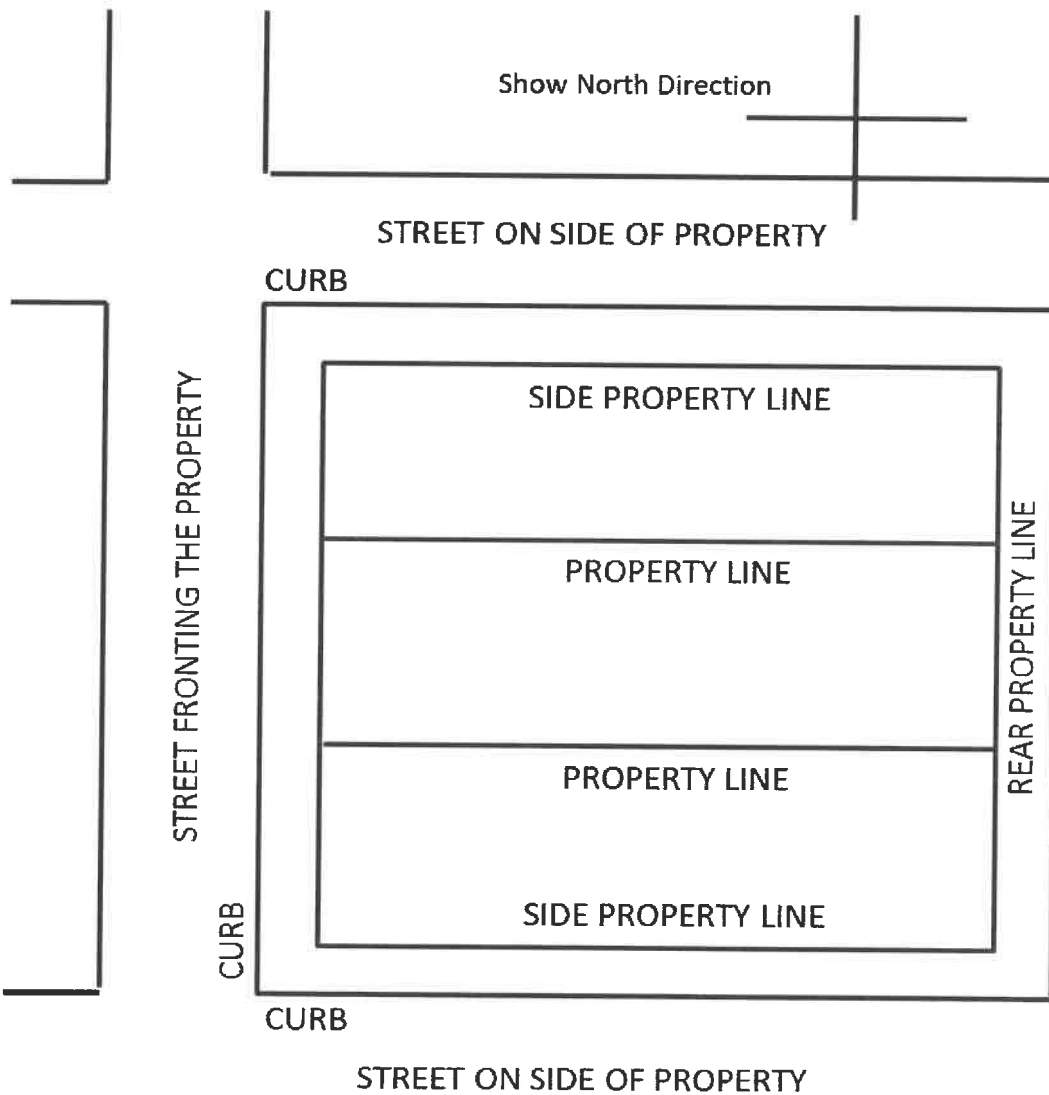 Show North Direction
STREET ON SIDE OF PROPERTY
CURB
SIDE PROPERTY LINE
STREET FRONTING THE PROPERTY
PROPERTY LINE
REAR PROPERTY LINE
PROPERTY LINE
SIDE PROPERTY LINE
CURB
CURB
STREET ON SIDE OF PROPERTY